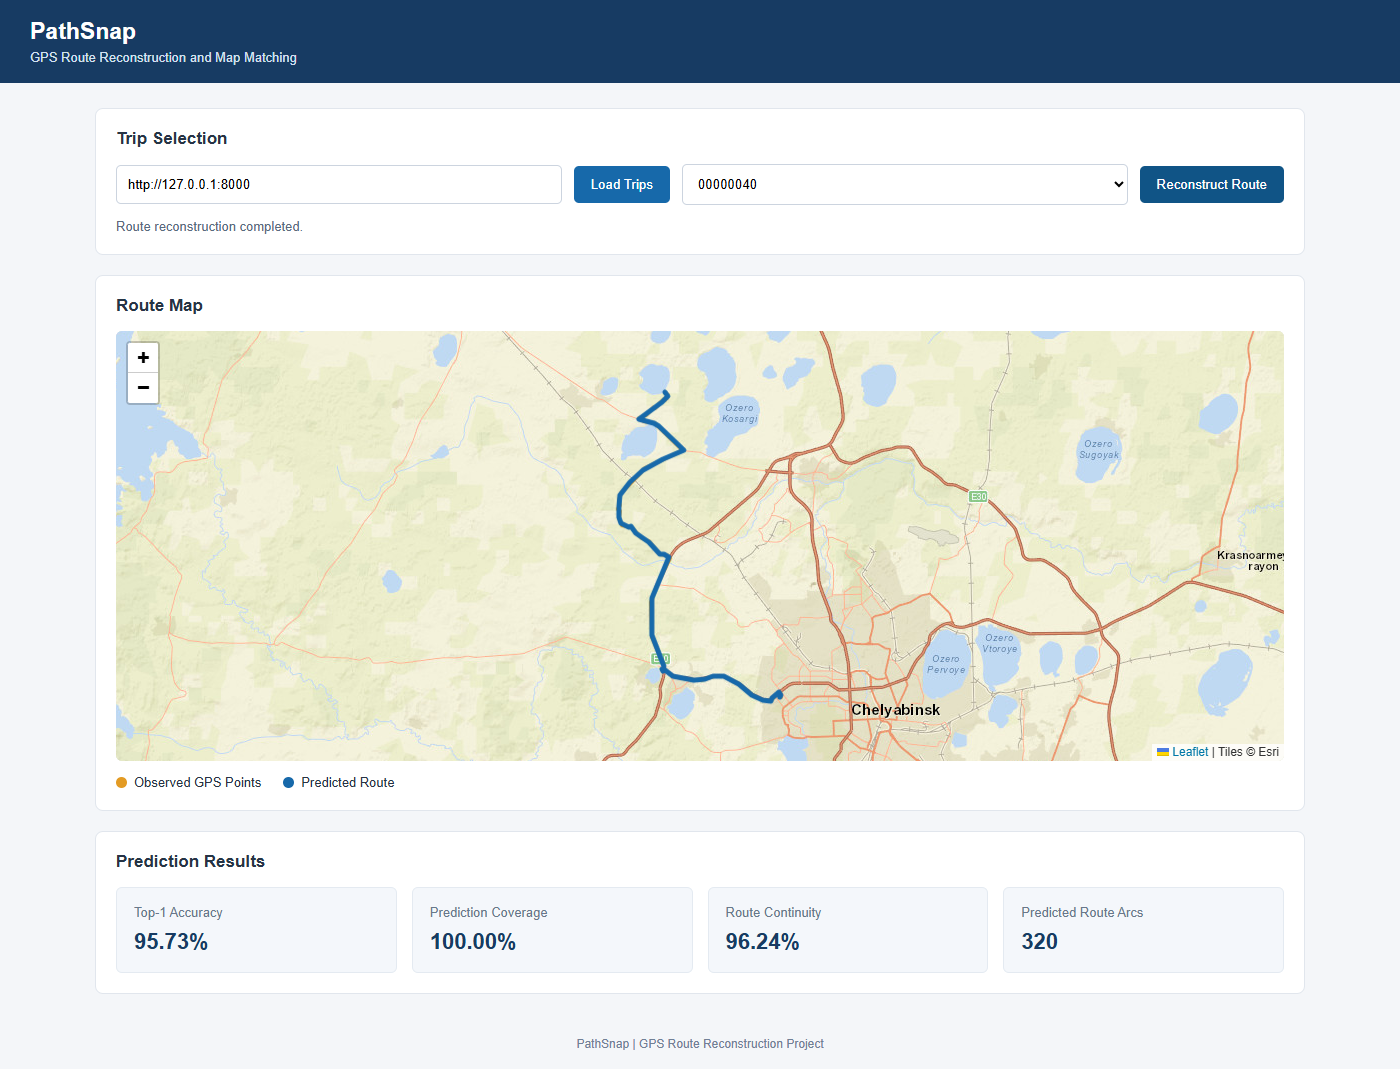 PathSnap
GPS Route Reconstruction and Map Matching
Trip Selection
http://127.0.0.1:8000
Load Trips
00000040
Reconstruct Route
Route reconstruction completed.
Route Map
+
−
Ozero
Kosargi
Ozero
Sugoyak
E30
Krasnoarmey
rayon
Ozero
Vtoroye
Ozero
Pervoye
Chelyabinsk
Leaflet | Tiles © Esri
Observed GPS Points
Predicted Route
Prediction Results
Top-1 Accuracy
95.73%
Prediction Coverage
100.00%
Route Continuity
96.24%
Predicted Route Arcs
320
PathSnap | GPS Route Reconstruction Project